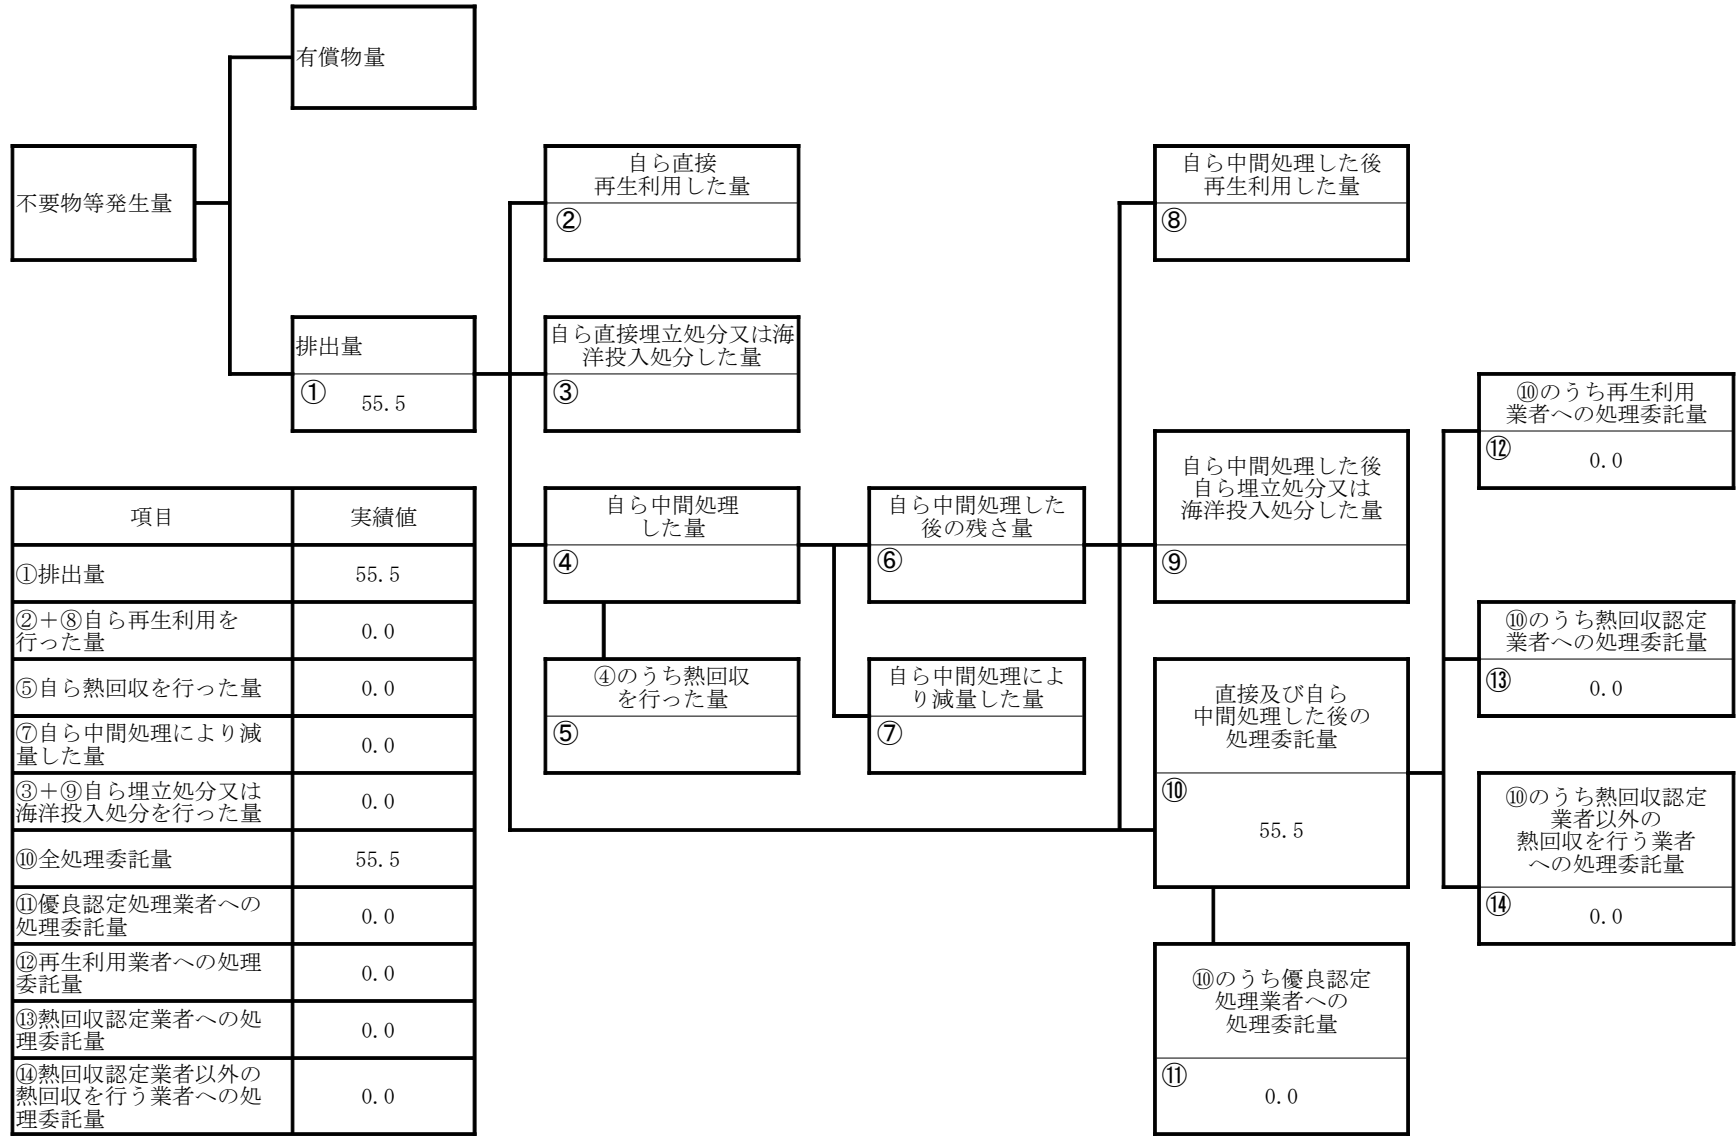 有償物量
不要物等発生量
排出量
①
55.5
自ら直接
再生利用した量
②
自ら直接埋立処分又は海
洋投入処分した量
③
自ら中間処理
した量
④
④のうち熱回収
を行った量
⑤
自ら中間処理した
後の残さ量
⑥
自ら中間処理によ
り減量した量
⑦
自ら中間処理した後
再生利用した量
⑧
自ら中間処理した後
自ら埋立処分又は
海洋投入処分した量
⑨
直接及び自ら
中間処理した後の
処理委託量
⑩
55.5
⑩のうち優良認定
処理業者への
処理委託量
⑪
0.0
⑩のうち再生利用
業者への処理委託量
⑫
0.0
⑩のうち熱回収認定
業者への処理委託量
⑬
0.0
⑩のうち熱回収認定
業者以外の
熱回収を行う業者
への処理委託量
⑭
0.0
項目 実績値
①排出量 55.5
②＋⑧自ら再生利用を
行った量 0.0
⑤自ら熱回収を行った量 0.0
⑦自ら中間処理により減
量した量 0.0
③＋⑨自ら埋立処分又は
海洋投入処分を行った量 0.0
⑩全処理委託量 55.5
⑪優良認定処理業者への
処理委託量 0.0
⑫再生利用業者への処理
委託量 0.0
⑬熱回収認定業者への処
理委託量 0.0
⑭熱回収認定業者以外の
熱回収を行う業者への処
理委託量 0.0